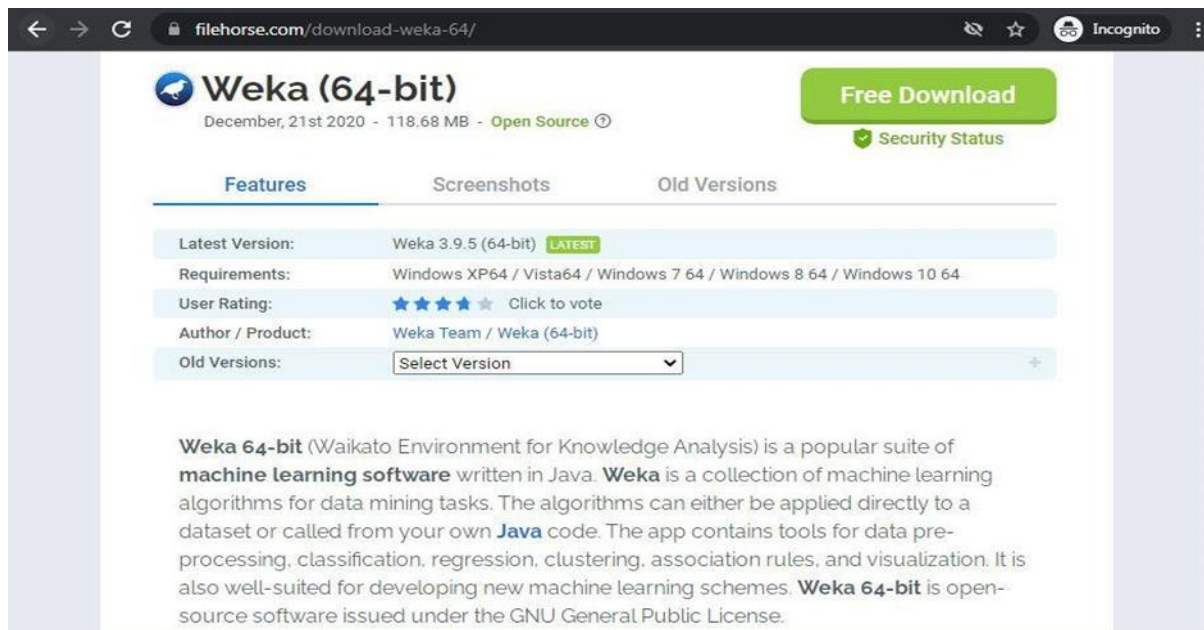 filehorse.com/download-weka-64/
Incognito
Weka (64-bit)
Free Download
December, 21st 2020 - 118.68 MB - Open Source ?
Security Status
Features Screenshots Old Versions
Latest Version: Weka 3.9.5 (64-bit) LATEST
Requirements: Windows XP64 / Vista64 / Windows 7 64 / Windows 8 64 / Windows 10 64
User Rating: Click to vote
Author / Product: Weka Team / Weka (64-bit)
Old Versions: Select Version +
Weka 64-bit (Waikato Environment for Knowledge Analysis) is a popular suite of
machine learning software written in Java. Weka is a collection of machine learning
algorithms for data mining tasks. The algorithms can either be applied directly to a
dataset or called from your own Java code. The app contains tools for data pre-
processing, classification, regression, clustering, association rules, and visualization. It is
also well-suited for developing new machine learning schemes. Weka 64-bit is open-
source software issued under the GNU General Public License.